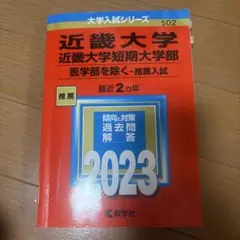 大学入試シリーズ
502
近畿大学
近畿大学短期大学部
医学部を除く-推薦入試
推薦
最近2カ年
傾向と対策
過去問
解答
2023
教学社